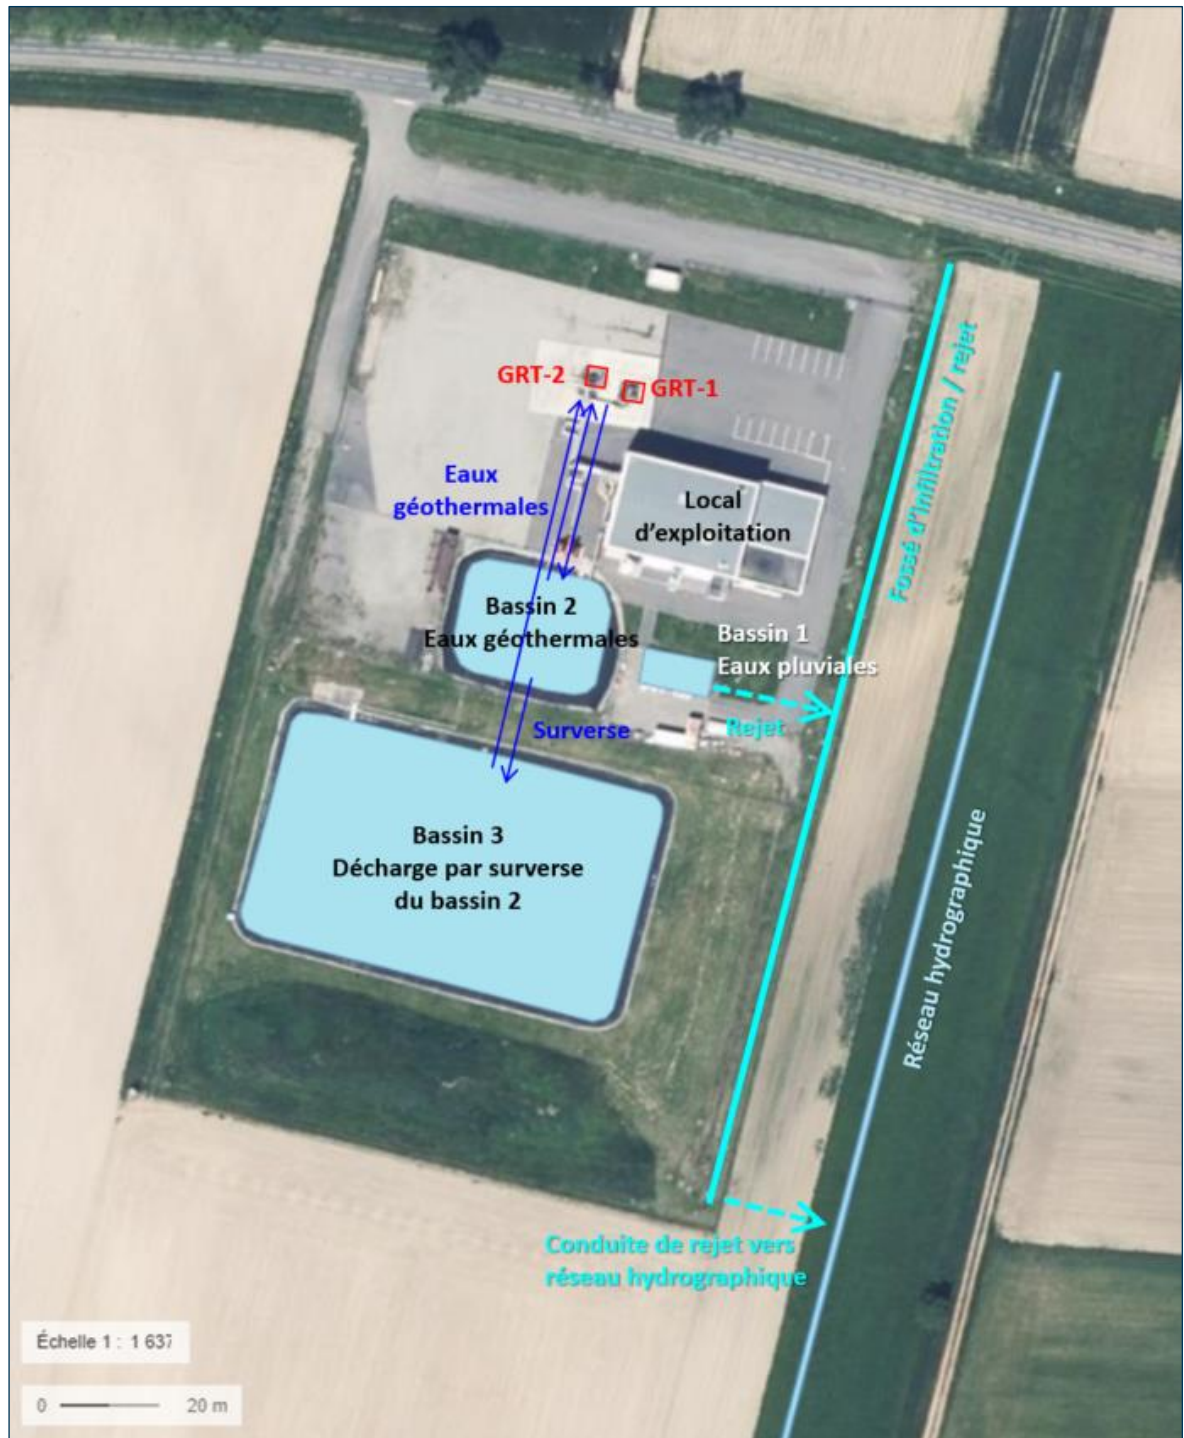 GRT-2
GRT-1
Eaux
géothermales
Local
d'exploitation
Fossé d'infiltration / rejet
Bassin 2
Eaux géothermales
Bassin 1
Eaux pluviales
Rejet
Surverse
Bassin 3
Décharge par surverse
du bassin 2
Réseau hydrographique
Conduite de rejet vers
réseau hydrographique
Échelle 1 : 1 637
0 20 m